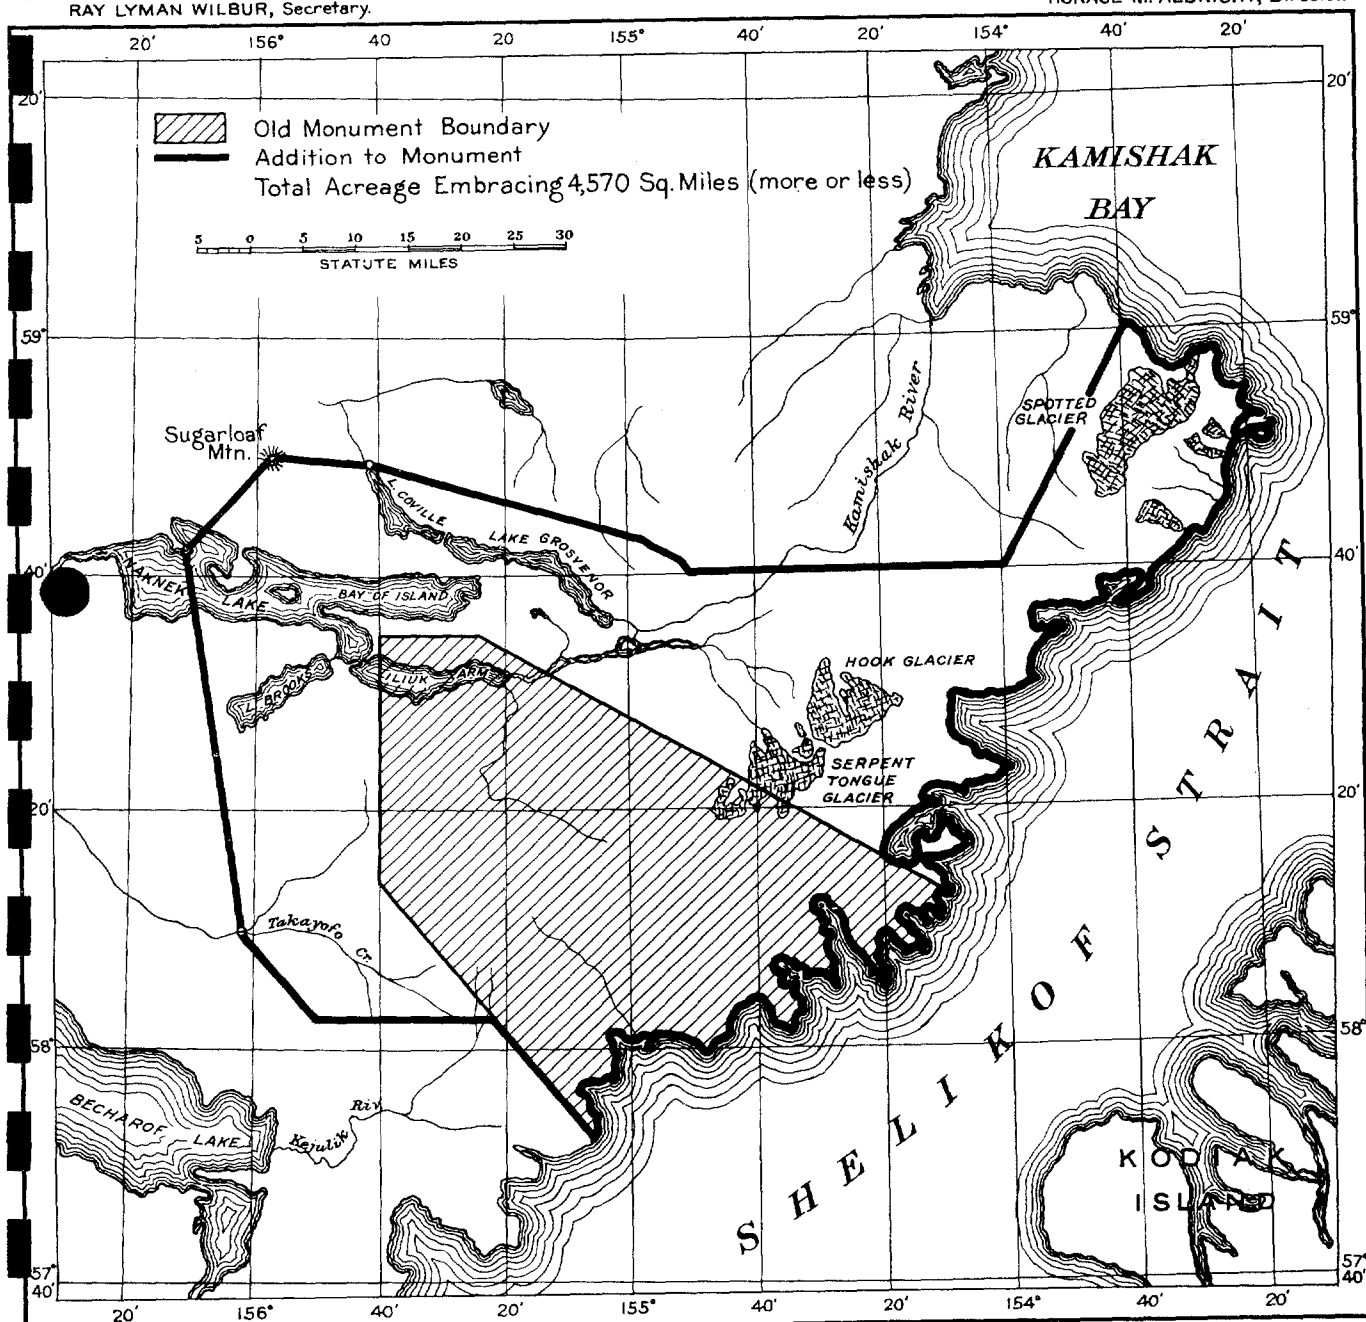 RAY LYMAN WILBUR, Secretary.
20' 156° 40 20 155° 20' 154° 40' 20'
20' 20'
Old Monument Boundary
Addition to Monument
Total Acreage Embracing 4,570 Sq. Miles (more or less)
5 0 5 10 15 20 25 30
STATUTE MILES
KAMISHAK
BAY
59° 59°
Kamishak River
SPOTTED
GLACIER
Sugarloaf
Mtn.
L. COVILLE
LAKE GROSVENOR
40' 40'
NAKNEK LAKE
BAY OF ISLAND
L. BROOKS
ILIUK ARM
HOOK GLACIER
SERPENT
TONGUE
GLACIER
20' 20'
Takayofo Cr.
58° 58°
SHELIKOF STRAIT
BECHAROF LAKE
Kejulik Riv.
KODIAK
ISLAND
57° 57°
40' 40'
20' 156° 40' 20' 155° 40' 20' 154° 40' 20'